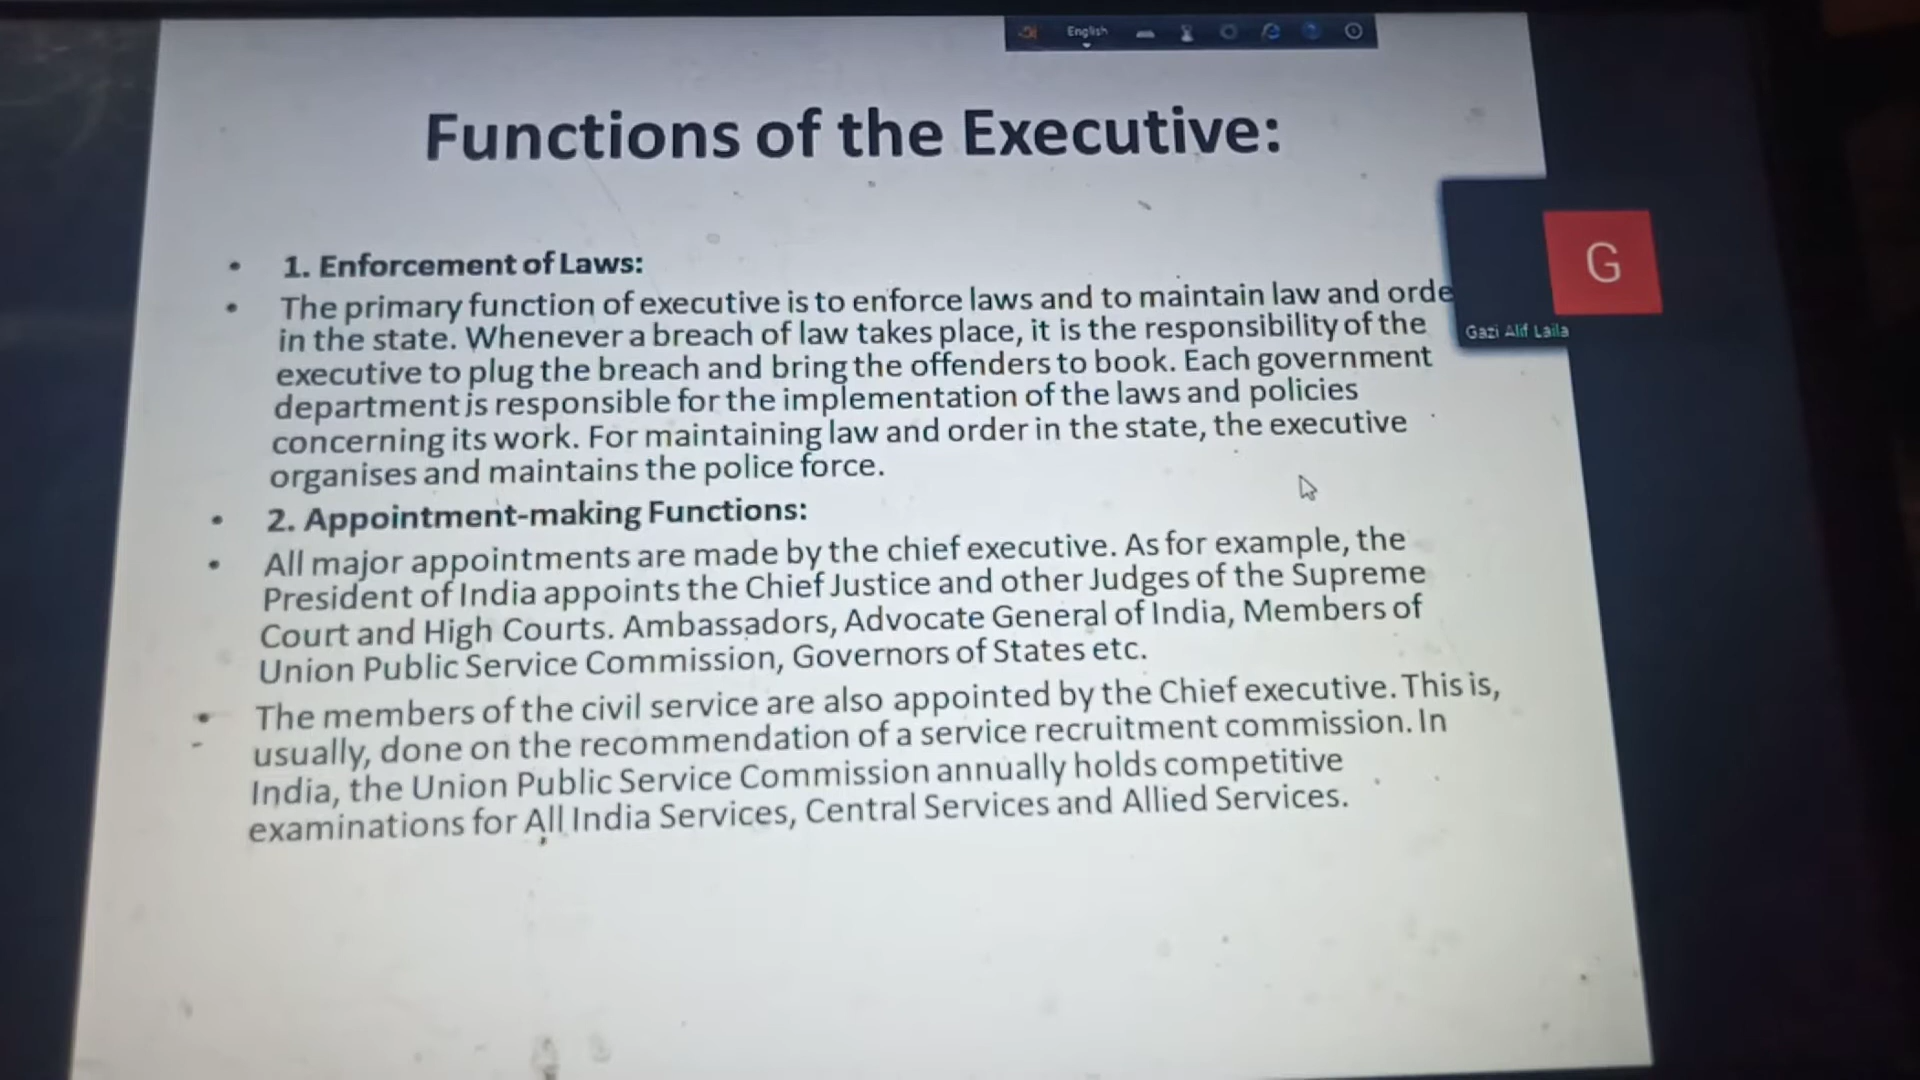 English
Functions of the Executive:
• 1. Enforcement of Laws:
• The primary function of executive is to enforce laws and to maintain law and orde
in the state. Whenever a breach of law takes place, it is the responsibility of the
executive to plug the breach and bring the offenders to book. Each government
department is responsible for the implementation of the laws and policies
concerning its work. For maintaining law and order in the state, the executive
organises and maintains the police force.
• 2. Appointment-making Functions:
• All major appointments are made by the chief executive. As for example, the
President of India appoints the Chief Justice and other Judges of the Supreme
Court and High Courts. Ambassadors, Advocate General of India, Members of
Union Public Service Commission, Governors of States etc.
• The members of the civil service are also appointed by the Chief executive. This is,
usually, done on the recommendation of a service recruitment commission. In
India, the Union Public Service Commission annually holds competitive
examinations for All India Services, Central Services and Allied Services.
G
Gazi Alif Laila